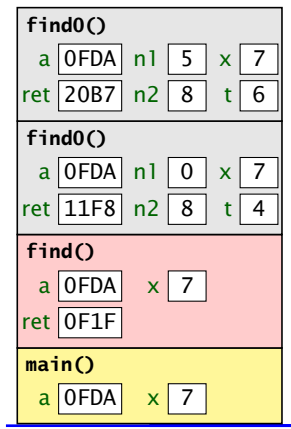 find0()
a 0FDA n1 5 x 7
ret 20B7 n2 8 t 6
find0()
a 0FDA n1 0 x 7
ret 11F8 n2 8 t 4
find()
a 0FDA x 7
ret 0F1F
main()
a 0FDA x 7